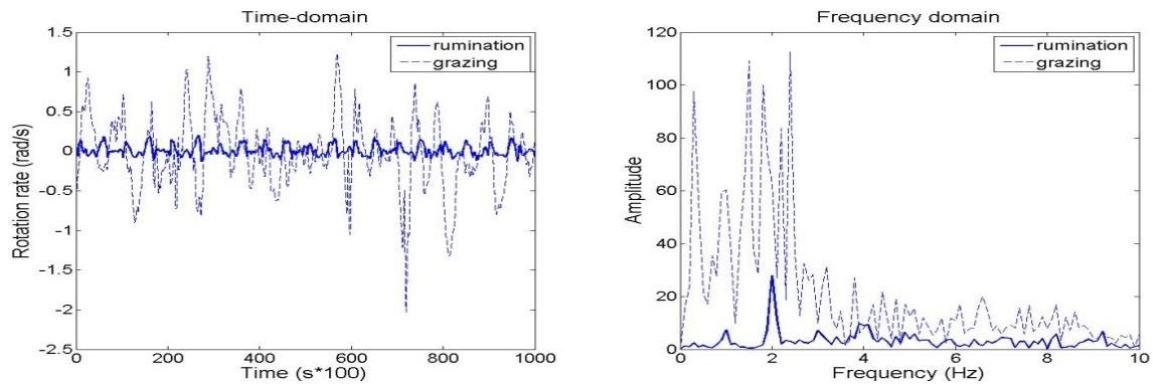 Time-domain
1.5
1
0.5
0
-0.5
-1
-1.5
-2
-2.5
Rotation rate (rad/s)
rumination
grazing
0
200
400
600
800
1000
Time (s*100)
Frequency domain
120
100
80
60
40
20
0
Amplitude
rumination
grazing
0
2
4
6
8
10
Frequency (Hz)